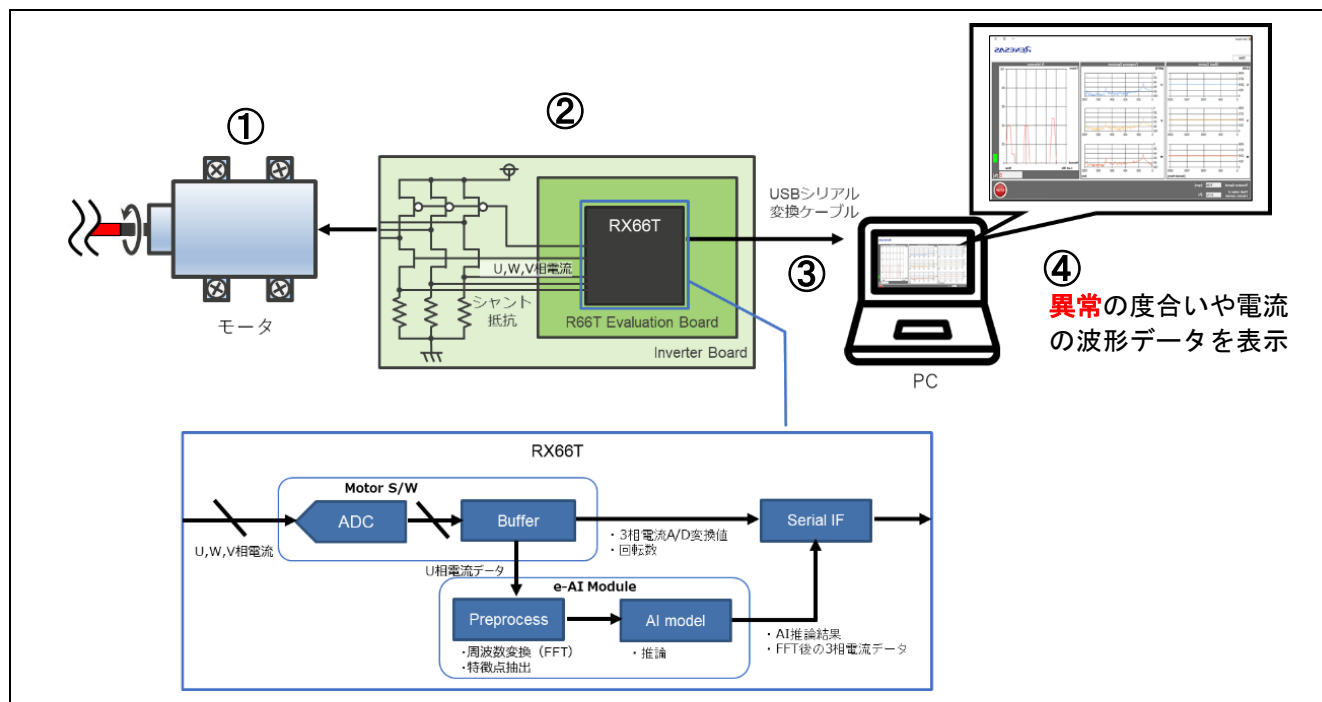 ①
モータ
②
RX66T
U,W,V相電流
シャント
抵抗
R66T Evaluation Board
Inverter Board
USBシリアル
変換ケーブル
③
PC
RENESAS
④
異常の度合いや電流
の波形データを表示
RX66T
Motor S/W
ADC
Buffer
Serial IF
U,W,V相電流
・3相電流A/D変換値
・回転数
U相電流データ
e-AI Module
Preprocess
AI model
・周波数変換（FFT）
・特徴点抽出
・推論
・AI推論結果
・FFT後の3相電流データ